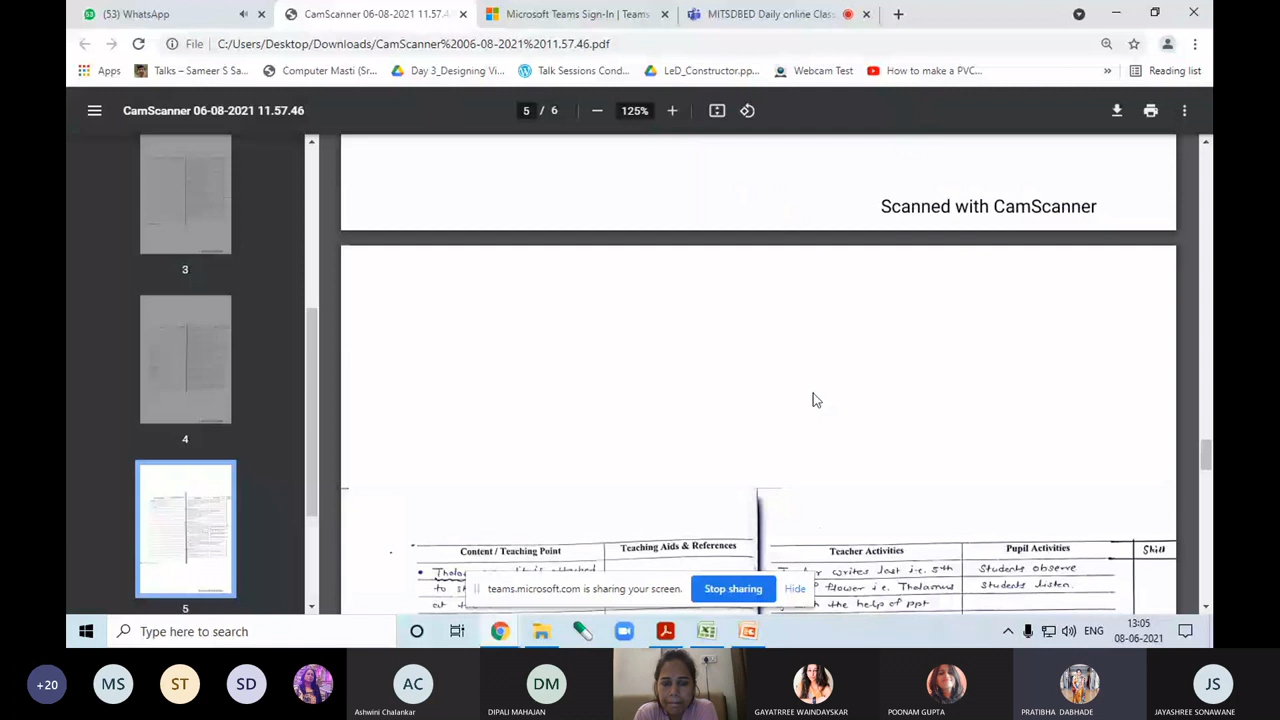 (53) WhatsApp
CamScanner 06-08-2021 11.57.4
Microsoft Teams Sign-In | Teams
MITSDBED Daily online Clas
File
C:/Users/Desktop/Downloads/CamScanner%2006-08-2021%2011.57.46.pdf
Apps
Talks – Sameer S Sa...
Computer Masti (Sr...
Day 3_Designing Vi...
Talk Sessions Cond...
LeD_Constructor.pp...
Webcam Test
How to make a PVC...
»
Reading list
CamScanner 06-08-2021 11.57.46
5 / 6
125%
3
4
5
Scanned with CamScanner
Content / Teaching Point
Teaching Aids & References
Teacher Activities
Pupil Activities
Skill
Teacher writes last i.e. 5th
Students observe
flower i.e. Thalamus
Students listen.
the help of ppt
teams.microsoft.com is sharing your screen.
Stop sharing
Hide
Type here to search
ENG
13:05
08-06-2021
+20
MS
ST
SD
AC
Ashwini Chalankar
DM
DIPALI MAHAJAN
GAYATRREE WAINDAYSKAR
POONAM GUPTA
PRATIBHA DABHADE
JS
JAYASHREE SONAWANE